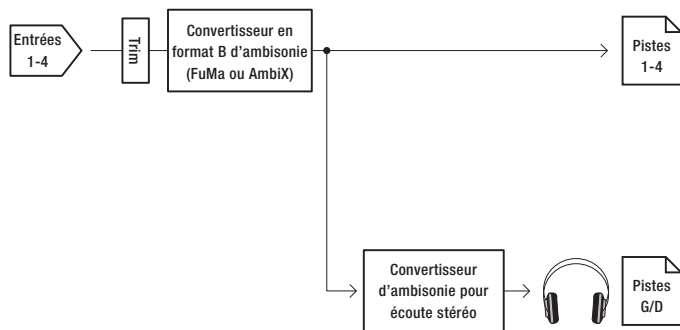 Entrées
1-4
Trim
Convertisseur en
format B d’ambisonie
(FuMa ou AmbiX)
Pistes
1-4
Convertisseur
d’ambisonie pour
écoute stéréo
Pistes
G/D